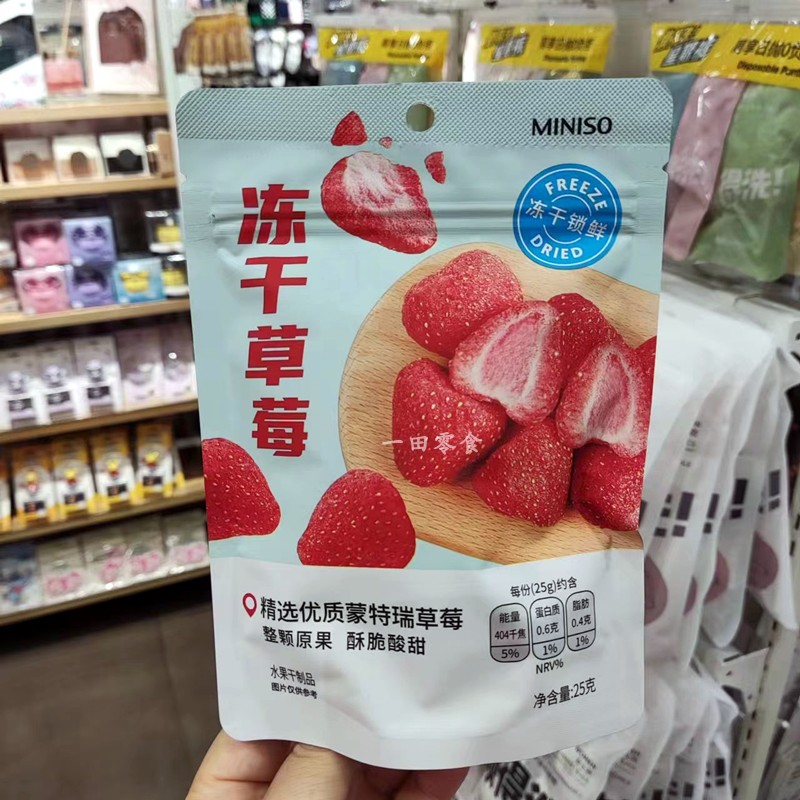 MINISO
FREEZE
冻干锁鲜
DRIED
冻干草莓
一田零食
精选优质蒙特瑞草莓
整颗原果 酥脆酸甜
水果干制品
图片仅供参考
每份(25g)约含
能量
404千焦
5%
蛋白质
0.6克
1%
脂肪
0.4克
1%
NRV%
净含量:25克